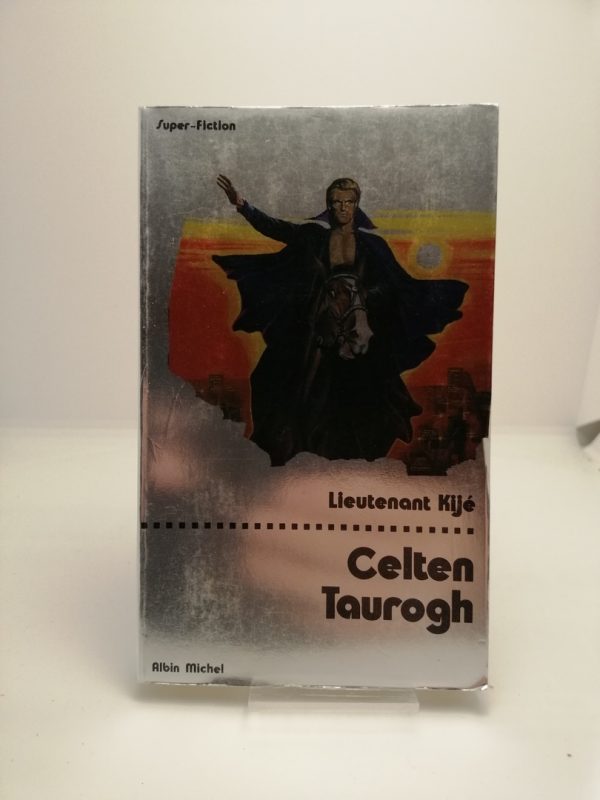 Super-Fiction
Lieutenant Kijé
Celten
Taurogh
Albin Michel